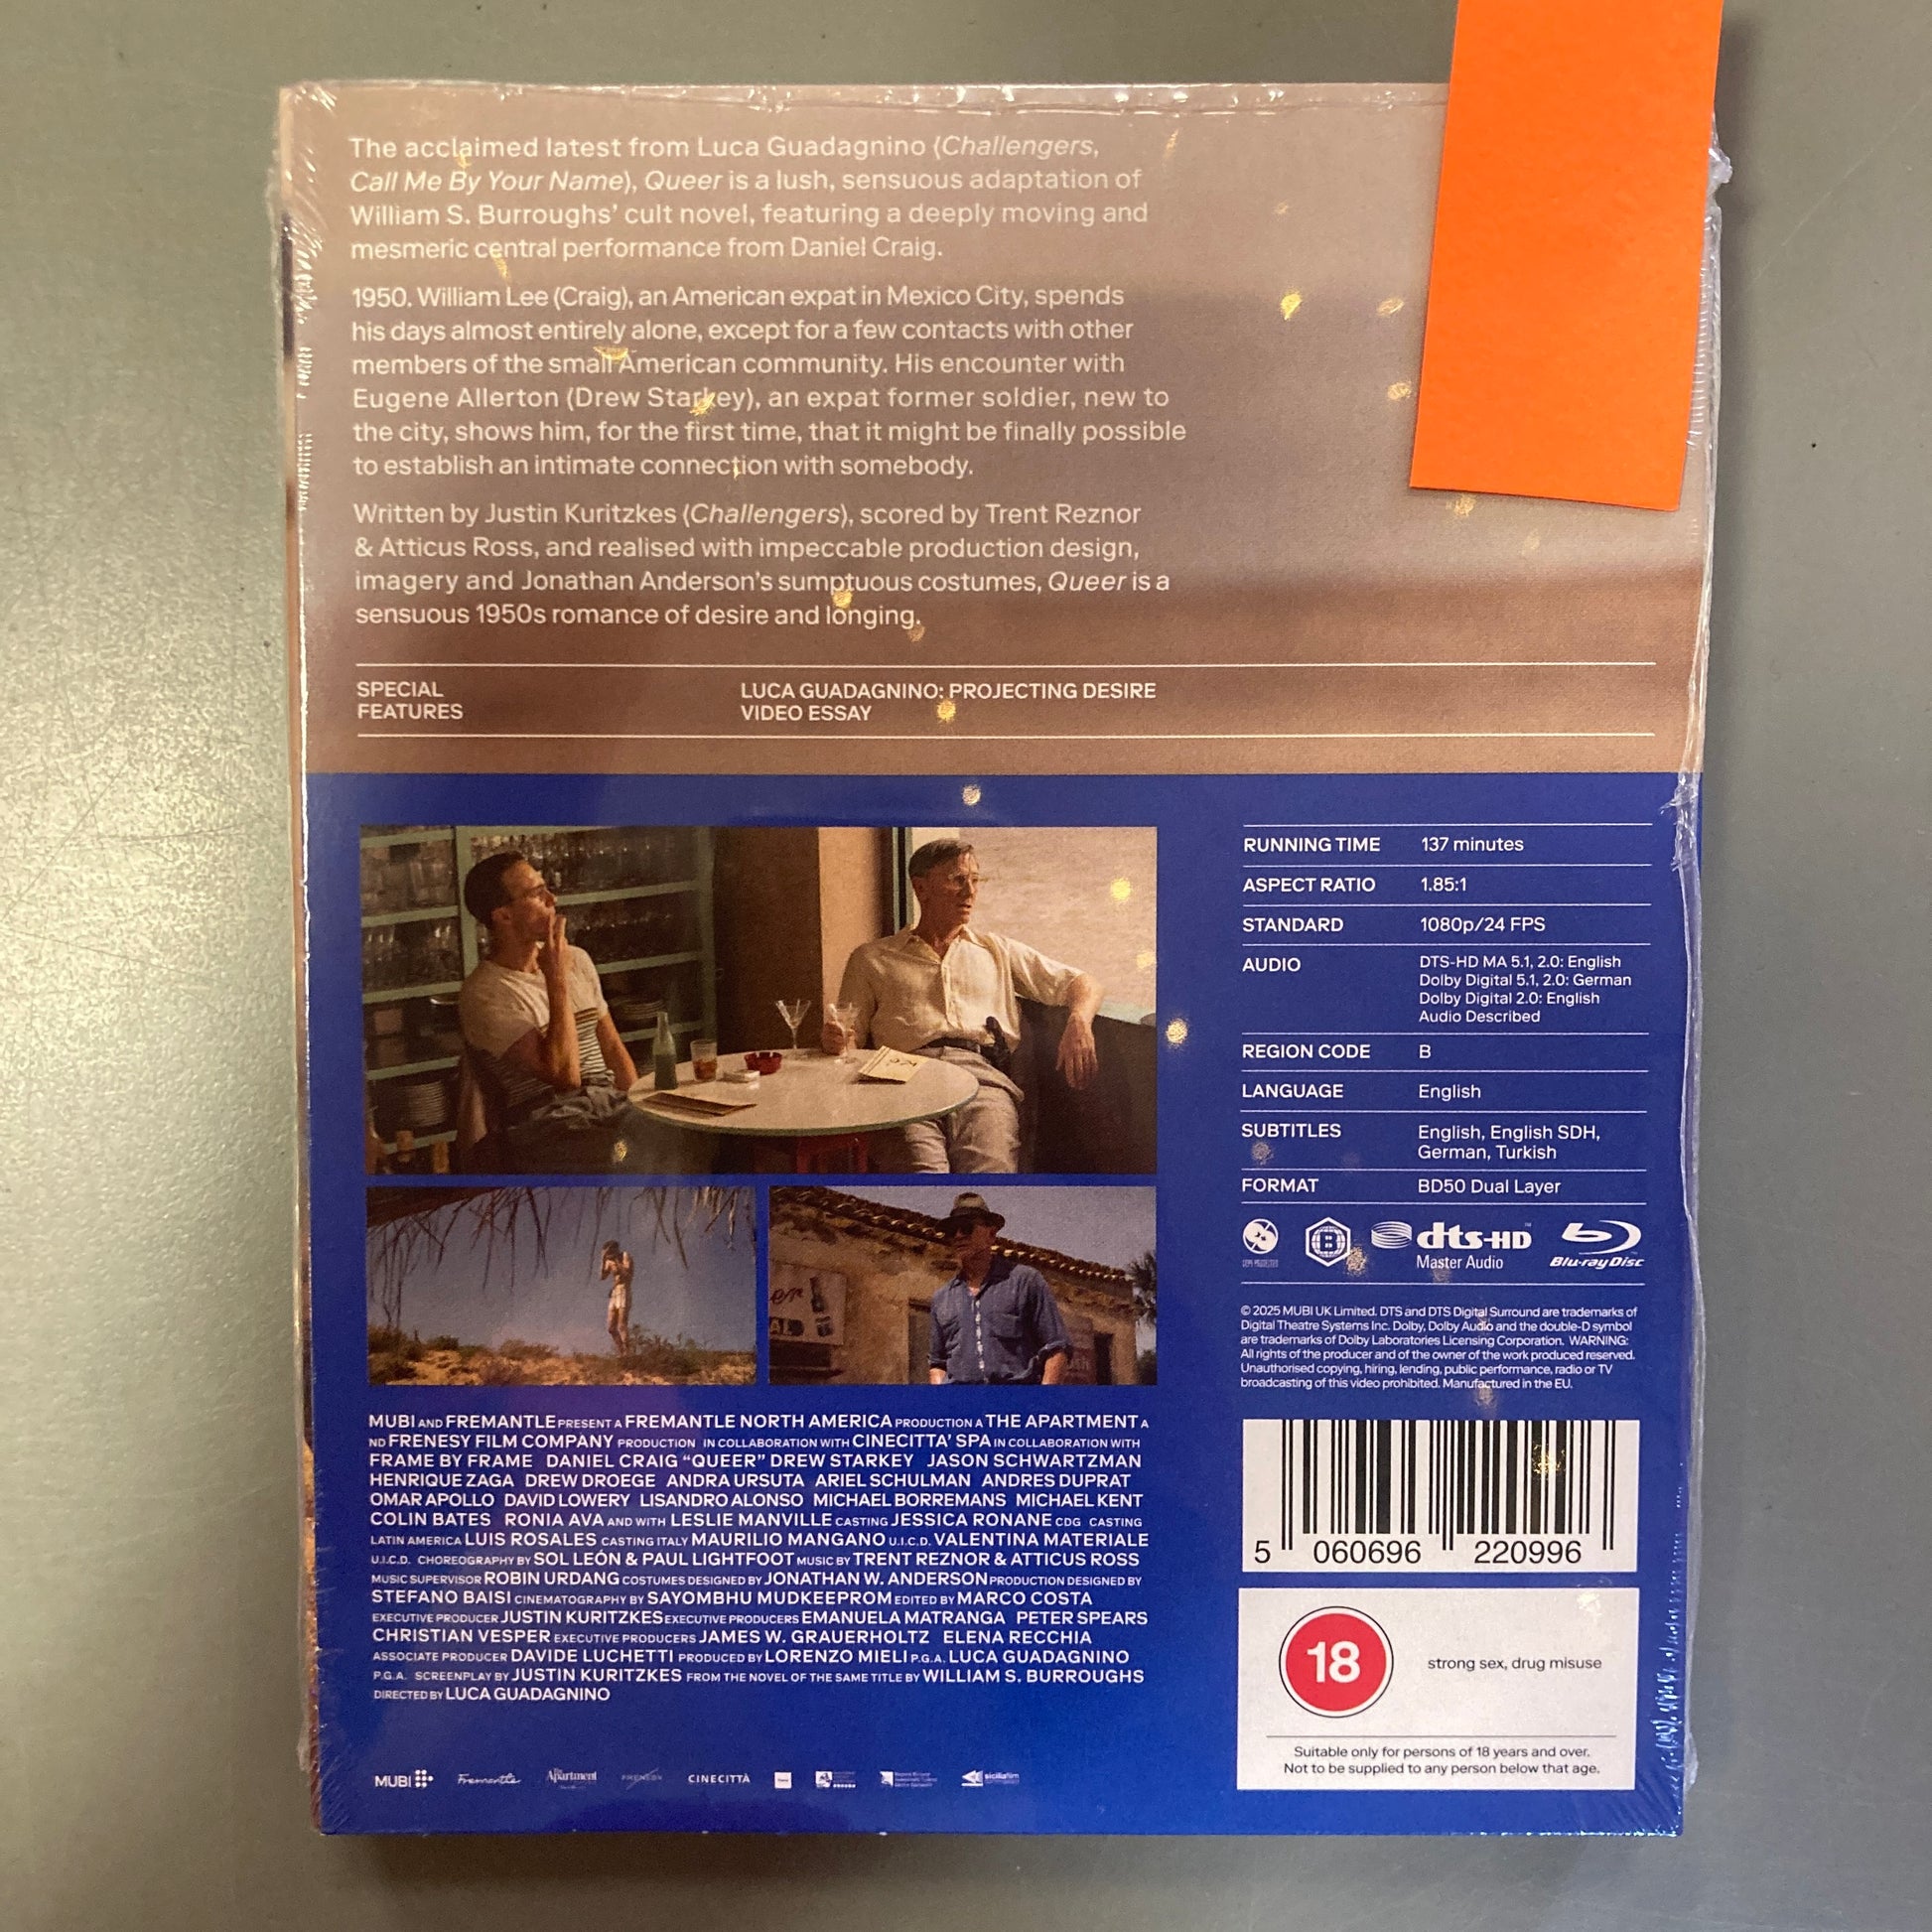 The acclaimed latest from Luca Guadagnino (Challengers,
Call Me By Your Name), Queer is a lush, sensuous adaptation of
William S. Burroughs' cult novel, featuring a deeply moving and
mesmeric central performance from Daniel Craig.
1950. William Lee (Craig), an American expat in Mexico City, spends
his days almost entirely alone, except for a few contacts with other
members of the small American community. His encounter with
Eugene Allerton (Drew Starkey), an expat former soldier, new to
the city, shows him, for the first time, that it might be finally possible
to establish an intimate connection with somebody.
Written by Justin Kuritzkes (Challengers), scored by Trent Reznor
& Atticus Ross, and realised with impeccable production design,
imagery and Jonathan Anderson's sumptuous costumes, Queer is a
sensuous 1950s romance of desire and longing.
SPECIAL
FEATURES
LUCA GUADAGNINO: PROJECTING DESIRE
VIDEO ESSAY
RUNNING TIME 137 minutes
ASPECT RATIO 1.85:1
STANDARD 1080p/24 FPS
AUDIO DTS-HD MA 5.1, 2.0: English
Dolby Digital 5.1, 2.0: German
Dolby Digital 2.0: English
Audio Described
REGION CODE B
LANGUAGE English
SUBTITLES English, English SDH,
German, Turkish
FORMAT BD50 Dual Layer
B
dts-HD
Master Audio
Blu-ray Disc
© 2025 MUBI UK Limited. DTS and DTS Digital Surround are trademarks of
Digital Theatre Systems Inc. Dolby, Dolby Audio and the double-D symbol
are trademarks of Dolby Laboratories Licensing Corporation. WARNING:
All rights of the producer and of the owner of the work produced reserved.
Unauthorised copying, hiring, lending, public performance, radio or TV
broadcasting of this video prohibited. Manufactured in the EU.
MUBI AND FREMANTLE PRESENT A FREMANTLE NORTH AMERICA PRODUCTION A THE APARTMENT A
ND FRENESY FILM COMPANY PRODUCTION IN COLLABORATION WITH CINECITTA' SPA IN COLLABORATION WITH
FRAME BY FRAME DANIEL CRAIG "QUEER" DREW STARKEY JASON SCHWARTZMAN
HENRIQUE ZAGA DREW DROEGE ANDRA URSUTA ARIEL SCHULMAN ANDRES DUPRAT
OMAR APOLLO DAVID LOWERY LISANDRO ALONSO MICHAEL BORREMANS MICHAEL KENT
COLIN BATES RONIA AVA AND WITH LESLIE MANVILLE CASTING JESSICA RONANE CDG CASTING
LATIN AMERICA LUIS ROSALES CASTING ITALY MAURILIO MANGANO U.I.C.D. VALENTINA MATERIALE
U.I.C.D. CHOREOGRAPHY BY SOL LEÓN & PAUL LIGHTFOOT MUSIC BY TRENT REZNOR & ATTICUS ROSS
MUSIC SUPERVISOR ROBIN URDANG COSTUMES DESIGNED BY JONATHAN W. ANDERSON PRODUCTION DESIGNED BY
STEFANO BAISI CINEMATOGRAPHY BY SAYOMBHU MUDKEEPROM EDITED BY MARCO COSTA
EXECUTIVE PRODUCER JUSTIN KURITZKES EXECUTIVE PRODUCERS EMANUELA MATRANGA PETER SPEARS
CHRISTIAN VESPER EXECUTIVE PRODUCERS JAMES W. GRAUERHOLTZ ELENA RECCHIA
ASSOCIATE PRODUCER DAVIDE LUCHETTI PRODUCED BY LORENZO MIELI P.G.A. LUCA GUADAGNINO
P.G.A. SCREENPLAY BY JUSTIN KURITZKES FROM THE NOVEL OF THE SAME TITLE BY WILLIAM S. BURROUGHS
DIRECTED BY LUCA GUADAGNINO
MUBI Fremantle The Apartment FRENESY CINECITTÀ siciliafilm
5 060696 220996
18 strong sex, drug misuse
Suitable only for persons of 18 years and over.
Not to be supplied to any person below that age.